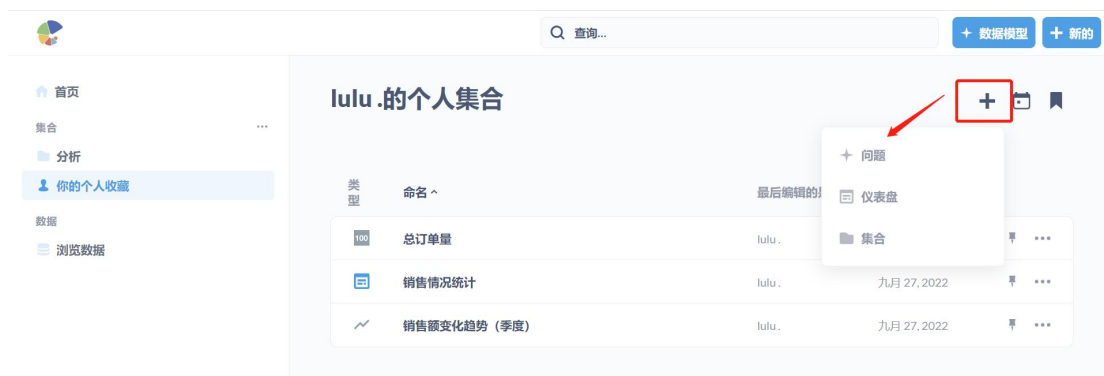 查询...
数据模型
新的
首页
集合
分析
你的个人收藏
数据
浏览数据
lulu .的个人集合
问题
仪表盘
集合
类型
命名
最后编辑的
100
总订单量
lulu .
销售情况统计
lulu .
九月 27, 2022
销售额变化趋势（季度）
lulu .
九月 27, 2022